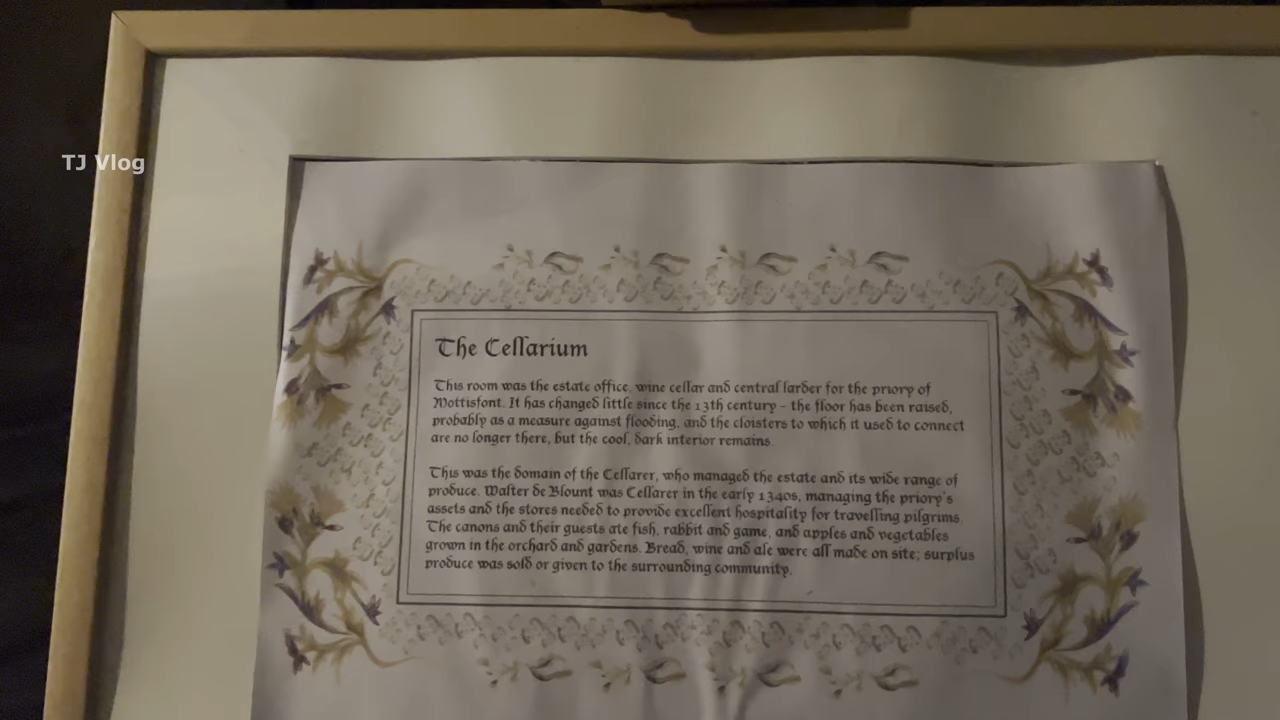 TJ Vlog
The Cellarium
This room was the estate office, wine cellar and central larder for the priory of
Mottisfont. It has changed little since the 13th century - the floor has been raised,
probably as a measure against flooding, and the cloisters to which it used to connect
are no longer there, but the cool, dark interior remains.
This was the domain of the Cellarer, who managed the estate and its wide range of
produce. Walter de Blount was Cellarer in the early 1340s, managing the priory's
assets and the stores needed to provide excellent hospitality for travelling pilgrims.
The canons and their guests ate fish, rabbit and game, and apples and vegetables
grown in the orchard and gardens. Bread, wine and ale were all made on site; surplus
produce was sold or given to the surrounding community.